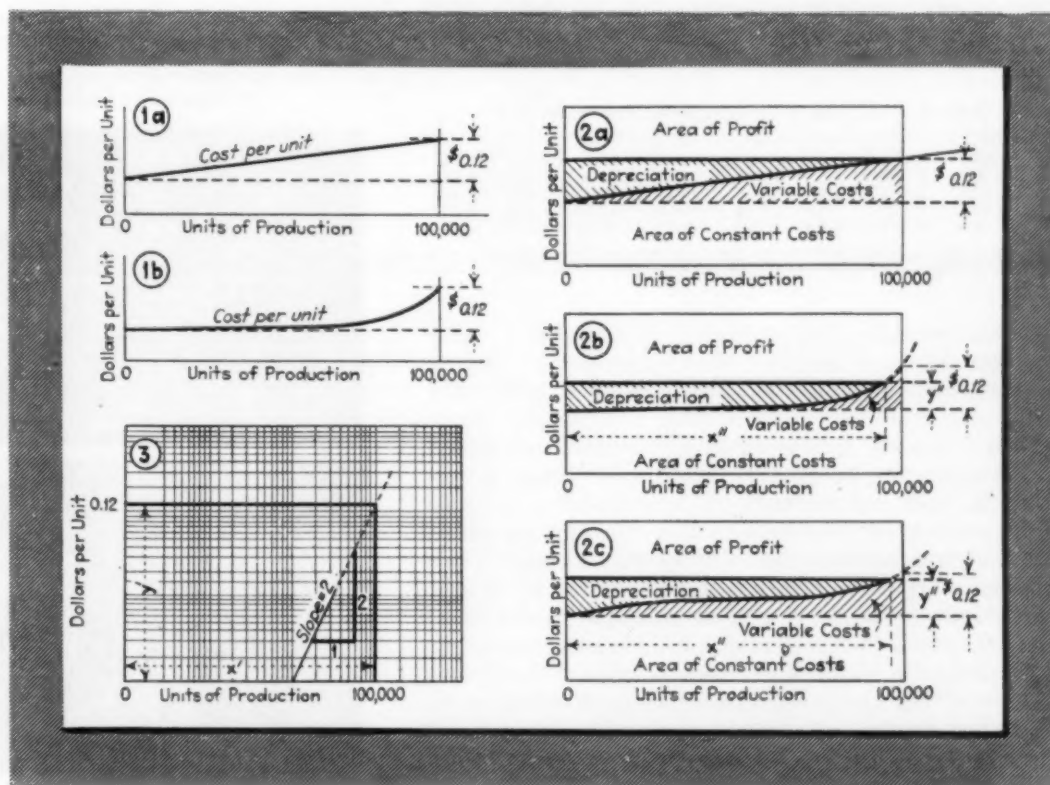 1a
Dollars per Unit
Cost per unit
$0.12
0
Units of Production
100,000
1b
Dollars per Unit
Cost per unit
$0.12
0
Units of Production
100,000
3
Dollars per Unit
0.12
y'
Slope=2
2
1
x'
0
Units of Production
100,000
2a
Dollars per Unit
Area of Profit
Depreciation
Variable Costs
$0.12
Area of Constant Costs
0
100,000
Units of Production
2b
Dollars per Unit
Area of Profit
Depreciation
y"
$0.12
Variable Costs
x"
Area of Constant Costs
0
100,000
Units of Production
2c
Dollars per Unit
Area of Profit
Depreciation
y"
$0.12
Variable Costs
x"
Area of Constant Costs
0
100,000
Units of Production